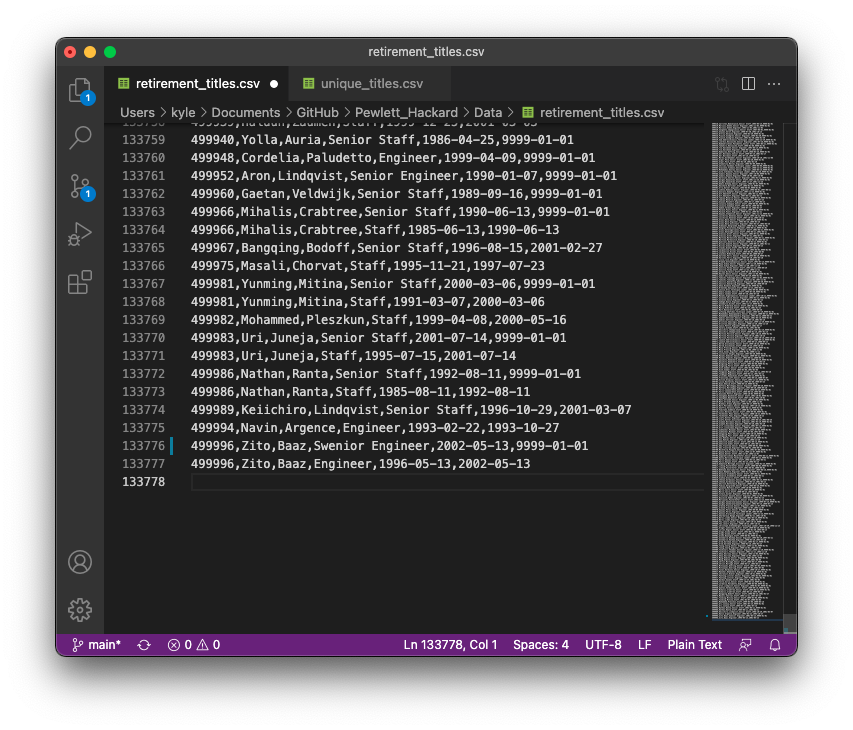 retirement_titles.csv
retirement_titles.csv unique_titles.csv
1
Users kyle Documents GitHub Pewlett_Hackard Data retirement_titles.csv
133759 499940,Yolla,Auria,Senior Staff,1986-04-25,9999-01-01
133760 499948,Cordelia,Paludetto,Engineer,1999-04-09,9999-01-01
133761 499952,Aron,Lindqvist,Senior Engineer,1990-01-07,9999-01-01
133762 499960,Gaetan,Veldwijk,Senior Staff,1989-09-16,9999-01-01
1
133763 499966,Mihalis,Crabtree,Senior Staff,1990-06-13,9999-01-01
133764 499966,Mihalis,Crabtree,Staff,1985-06-13,1990-06-13
133765 499967,Bangqing,Bodoff,Senior Staff,1996-08-15,2001-02-27
133766 499975,Masali,Chorvat,Staff,1995-11-21,1997-07-23
133767 499981,Yunming,Mitina,Senior Staff,2000-03-06,9999-01-01
133768 499981,Yunming,Mitina,Staff,1991-03-07,2000-03-06
133769 499982,Mohammed,Pleszkun,Staff,1999-04-08,2000-05-16
133770 499983,Uri,Juneja,Senior Staff,2001-07-14,9999-01-01
133771 499983,Uri,Juneja,Staff,1995-07-15,2001-07-14
133772 499986,Nathan,Ranta,Senior Staff,1992-08-11,9999-01-01
133773 499986,Nathan,Ranta,Staff,1985-08-11,1992-08-11
133774 499989,Keiichiro,Lindqvist,Senior Staff,1996-10-29,2001-03-07
133775 499994,Navin,Argence,Engineer,1993-02-22,1993-10-27
133776 499996,Zito,Baaz,Swenior Engineer,2002-05-13,9999-01-01
133777 499996,Zito,Baaz,Engineer,1996-05-13,2002-05-13
133778
main* 0 0 Ln 133778, Col 1 Spaces: 4 UTF-8 LF Plain Text